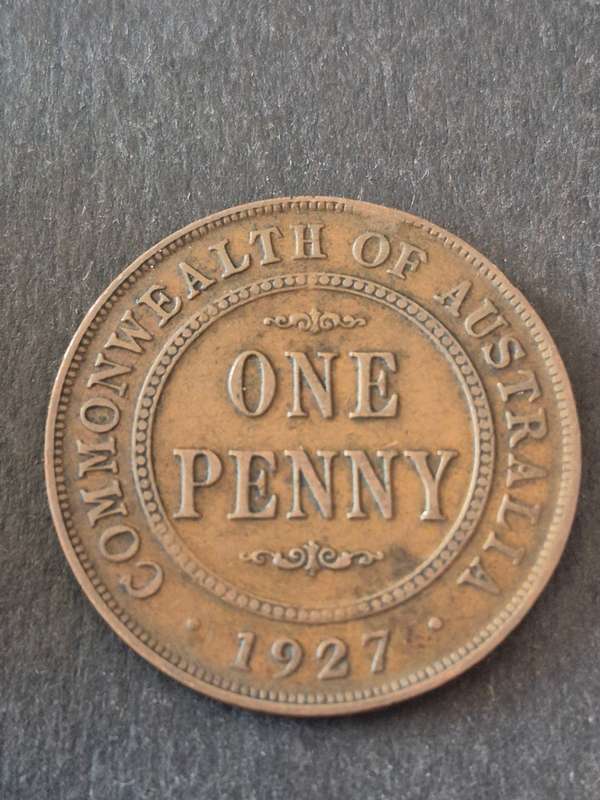 COMMONWEALTH OF AUSTRALIA
ONE
PENNY
1927